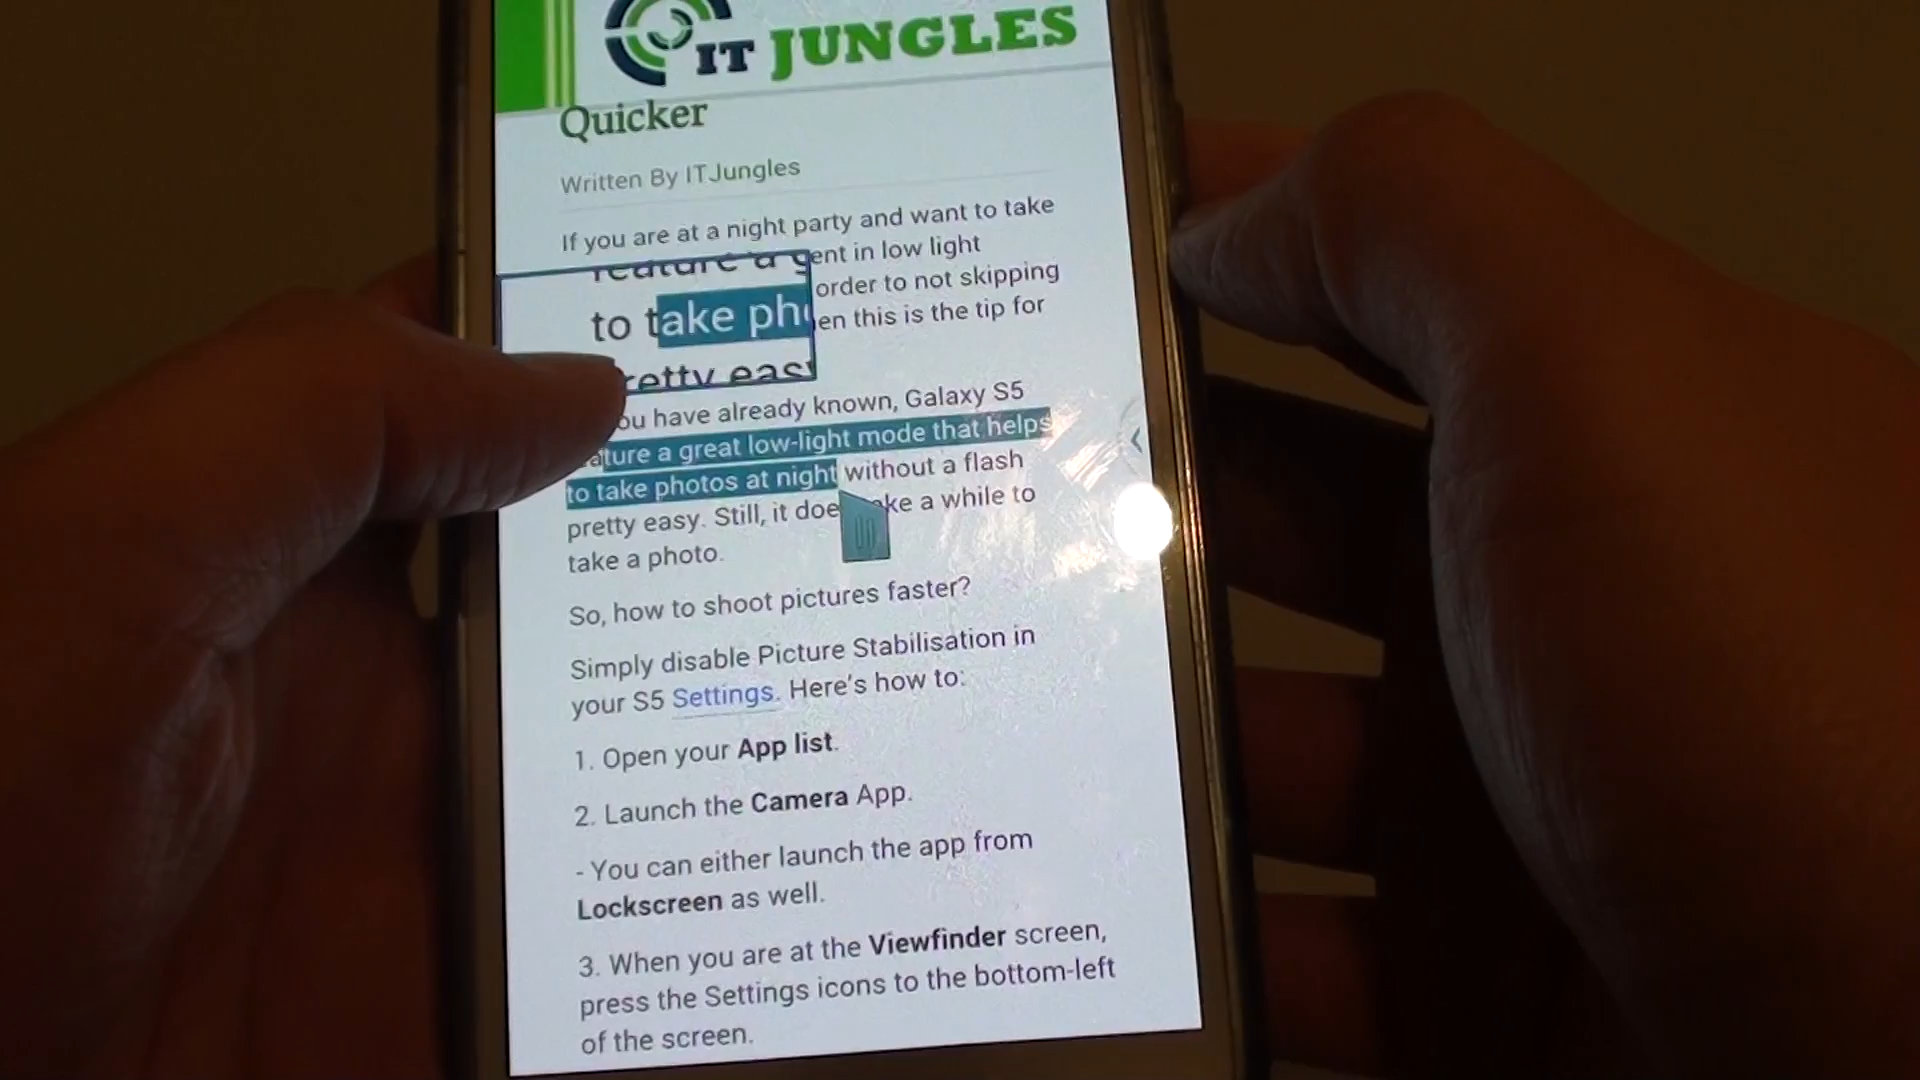 IT JUNGLES
Quicker
Written By ITJungles
If you are at a night party and want to take
ent in low light
order to not skipping
en this is the tip for
feature a g
to take pho
retty easy
ou have already known, Galaxy S5
ature a great low-light mode that helps
to take photos at night without a flash
pretty easy. Still, it doe ke a while to
take a photo.
So, how to shoot pictures faster?
Simply disable Picture Stabilisation in
your S5 Settings. Here's how to:
1. Open your App list.
2. Launch the Camera App.
- You can either launch the app from
Lockscreen as well.
3. When you are at the Viewfinder screen,
press the Settings icons to the bottom-left
of the screen.